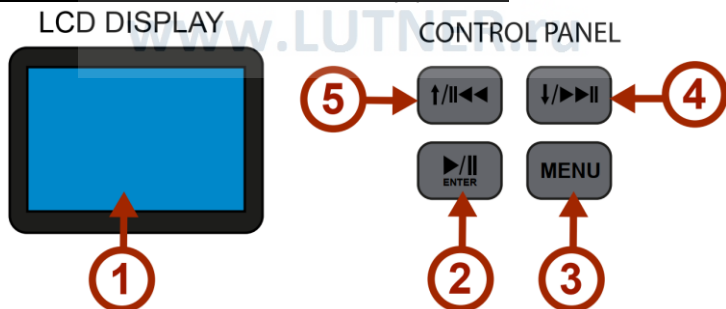 www.LUTNER.ru
LCD DISPLAY
CONTROL PANEL
5
↑/II◄◄
↓/►►II
4
►/II
ENTER
MENU
1
2
3